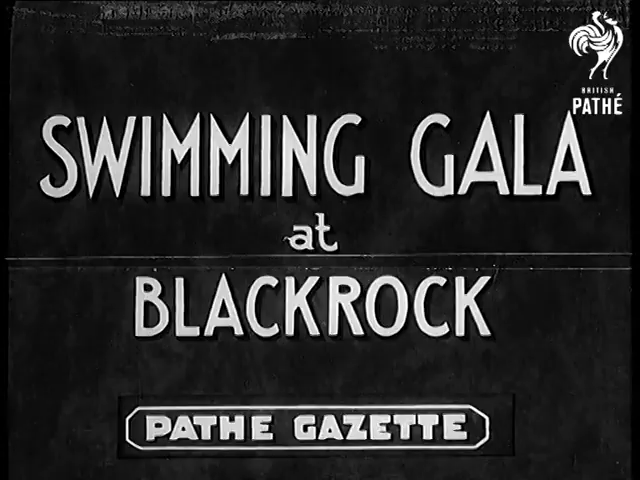 BRITISH
PATHÉ
SWIMMING GALA
at
BLACKROCK
PATHE GAZETTE